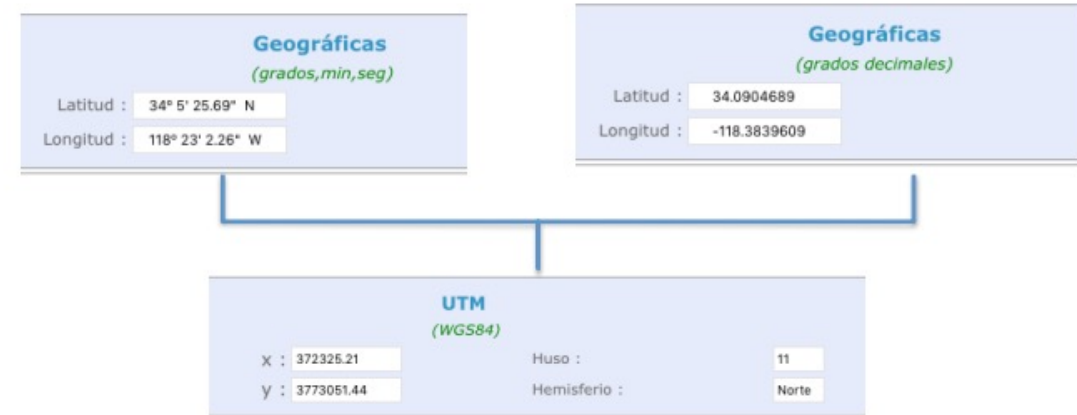 Geográficas
(grados,min,seg)
Latitud : 34º 5' 25.69" N
Longitud : 118º 23' 2.26" W
Geográficas
(grados decimales)
Latitud : 34.0904689
Longitud : -118.3839609
UTM
(WGS84)
x : 372325.21 Huso : 11
y : 3773051.44 Hemisferio : Norte